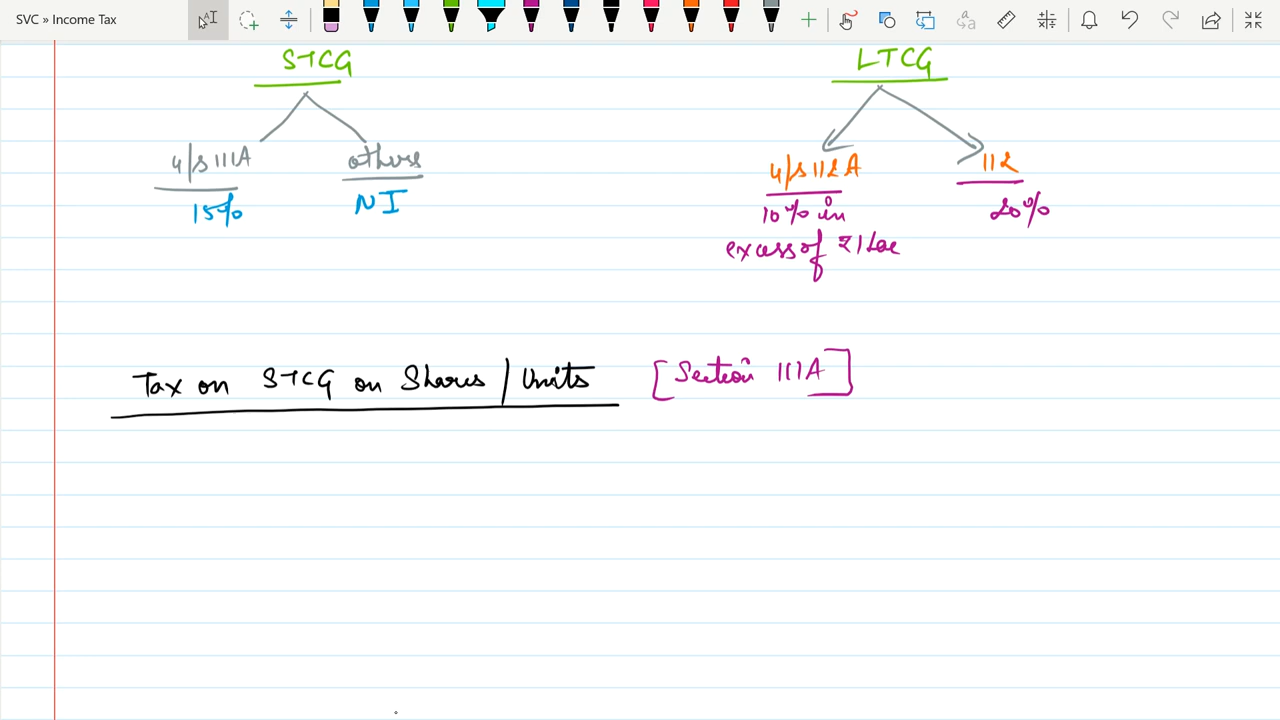 SVC » Income Tax
STCG
LTCG
u/s 111A
others
u/s 112A
112
15%
NI
10% in
excess of ₹1 Lac
20%
Tax on STCG on Shares / Units [Section 111A]